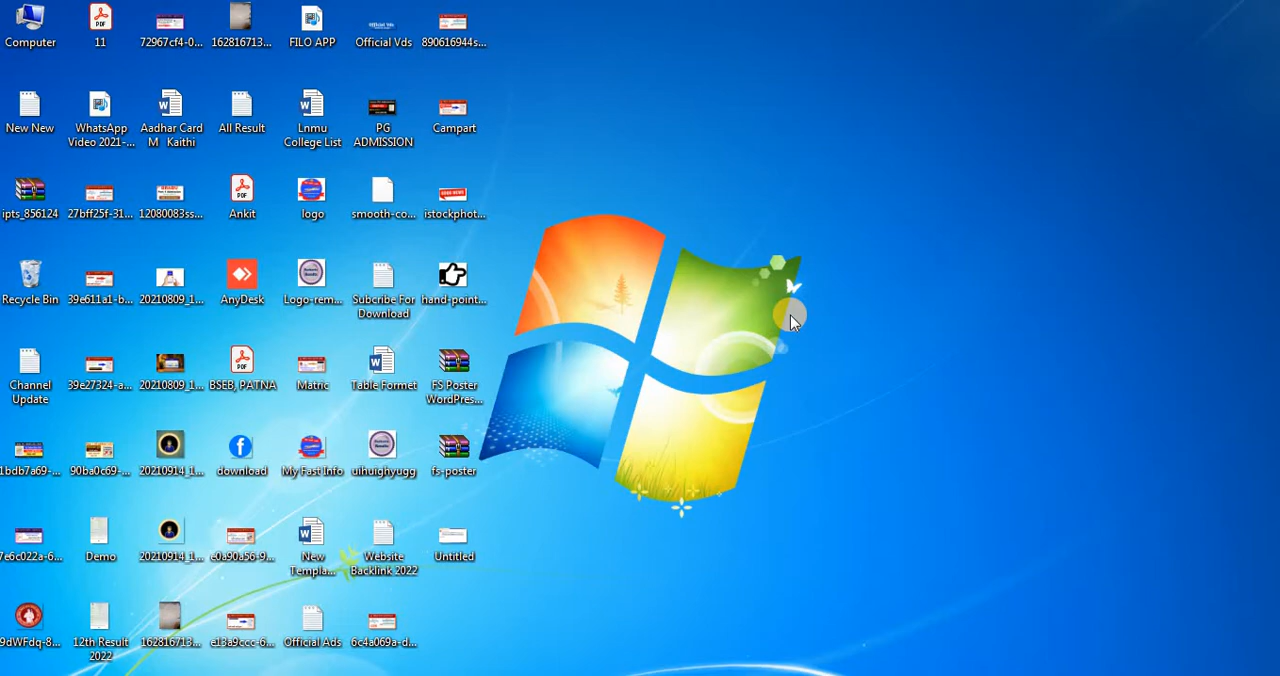 Computer
11
72967cf4-0...
162816713...
FILO APP
Official Vds
890616944s...
New New
WhatsApp
Video 2021-...
Aadhar Card
M Kaithi
All Result
Lnmu
College List
PG
ADMISSION
Campart
ipts_856124
27bff25f-31...
12080083ss...
Ankit
logo
smooth-co...
istockphot...
Recycle Bin
39e611a1-b...
20210809_1...
AnyDesk
Logo-rem...
Subcribe For
Download
hand-point...
Channel
Update
39e27324-a...
20210809_1...
BSEB, PATNA
Matric
Table Formet
FS Poster
WordPres...
1bdb7a69-...
90ba0c69-...
20210914_1...
download
My Fast Info
uihuighyugg
fs-poster
7e6c022a-6...
Demo
20210914_1...
e0a90a56-9...
New
Templa...
Website
Backlink 2022
Untitled
9dWFdq-8...
12th Result
2022
162816713...
e13a9ccc-6...
Official Ads
6c4a069a-d...